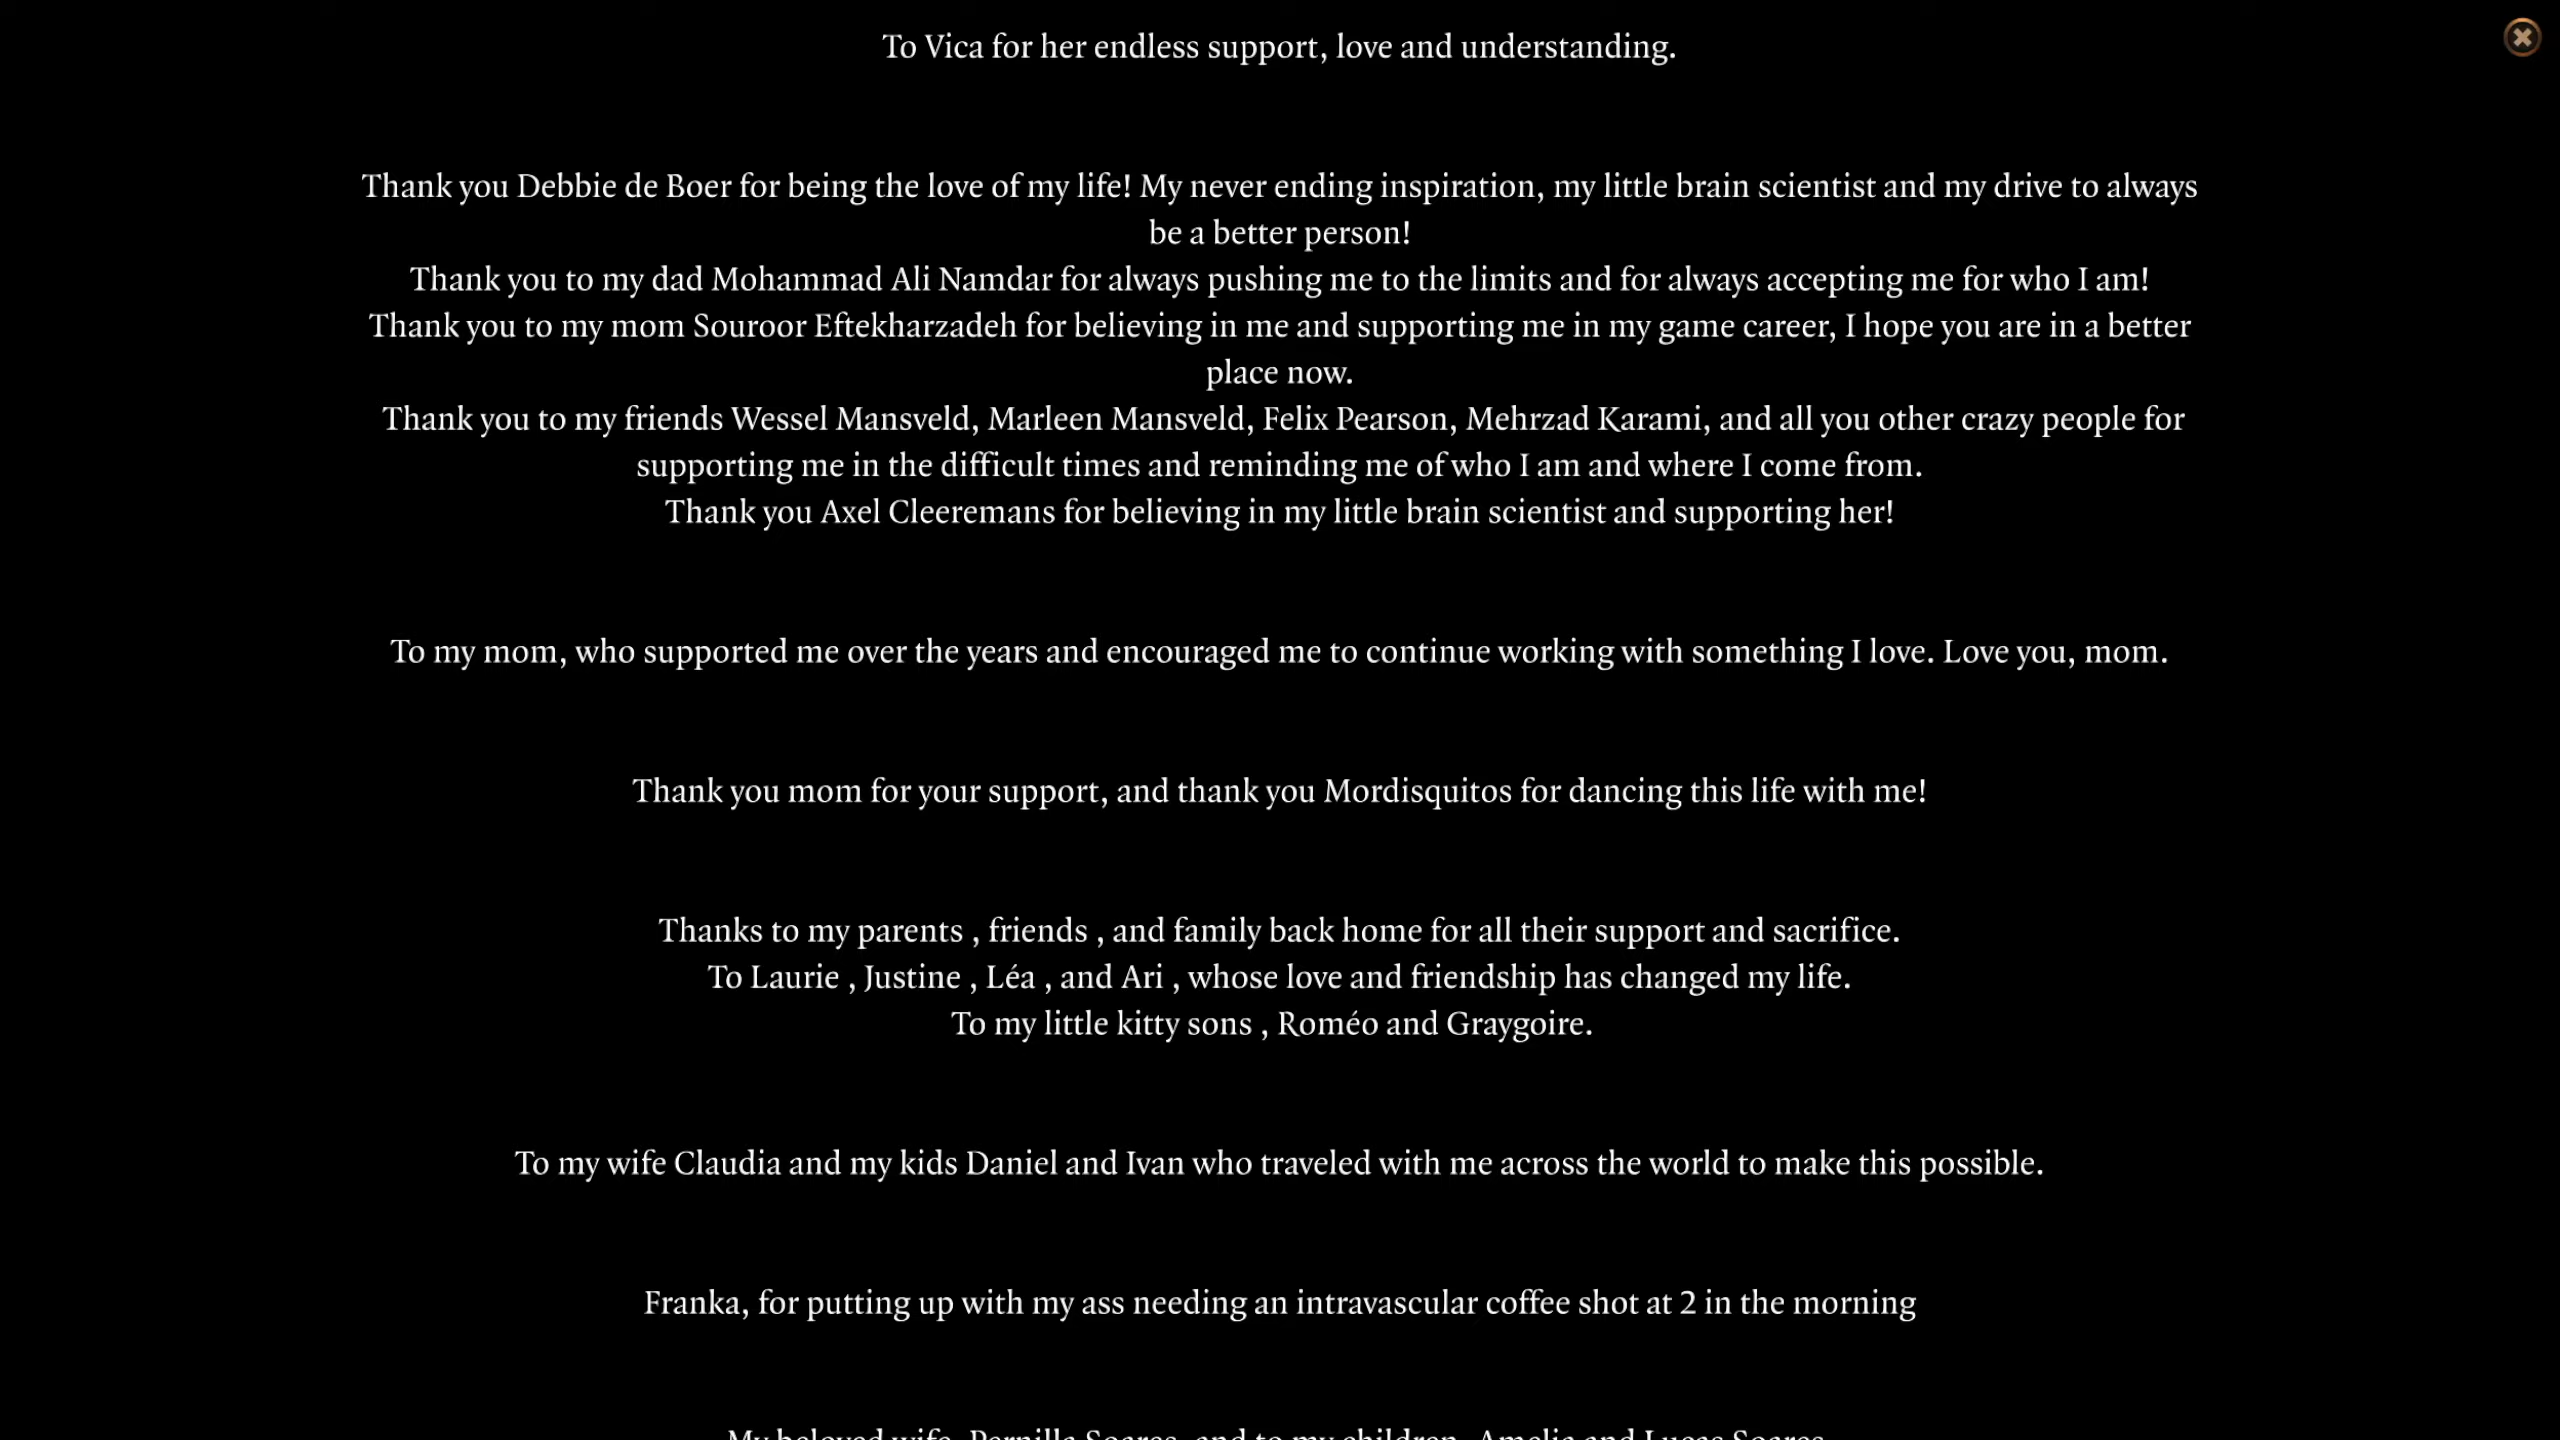 To Vica for her endless support, love and understanding.
Thank you Debbie de Boer for being the love of my life! My never ending inspiration, my little brain scientist and my drive to always
be a better person!
Thank you to my dad Mohammad Ali Namdar for always pushing me to the limits and for always accepting me for who I am!
Thank you to my mom Souroor Eftekharzadeh for believing in me and supporting me in my game career, I hope you are in a better
place now.
Thank you to my friends Wessel Mansveld, Marleen Mansveld, Felix Pearson, Mehrzad Karami, and all you other crazy people for
supporting me in the difficult times and reminding me of who I am and where I come from.
Thank you Axel Cleeremans for believing in my little brain scientist and supporting her!
To my mom, who supported me over the years and encouraged me to continue working with something I love. Love you, mom.
Thank you mom for your support, and thank you Mordisquitos for dancing this life with me!
Thanks to my parents , friends , and family back home for all their support and sacrifice.
To Laurie , Justine , Léa , and Ari , whose love and friendship has changed my life.
To my little kitty sons , Roméo and Graygoire.
To my wife Claudia and my kids Daniel and Ivan who traveled with me across the world to make this possible.
Franka, for putting up with my ass needing an intravascular coffee shot at 2 in the morning
My beloved wife, Pernilla Soares, and to my children, Amelia and Lucas Soares